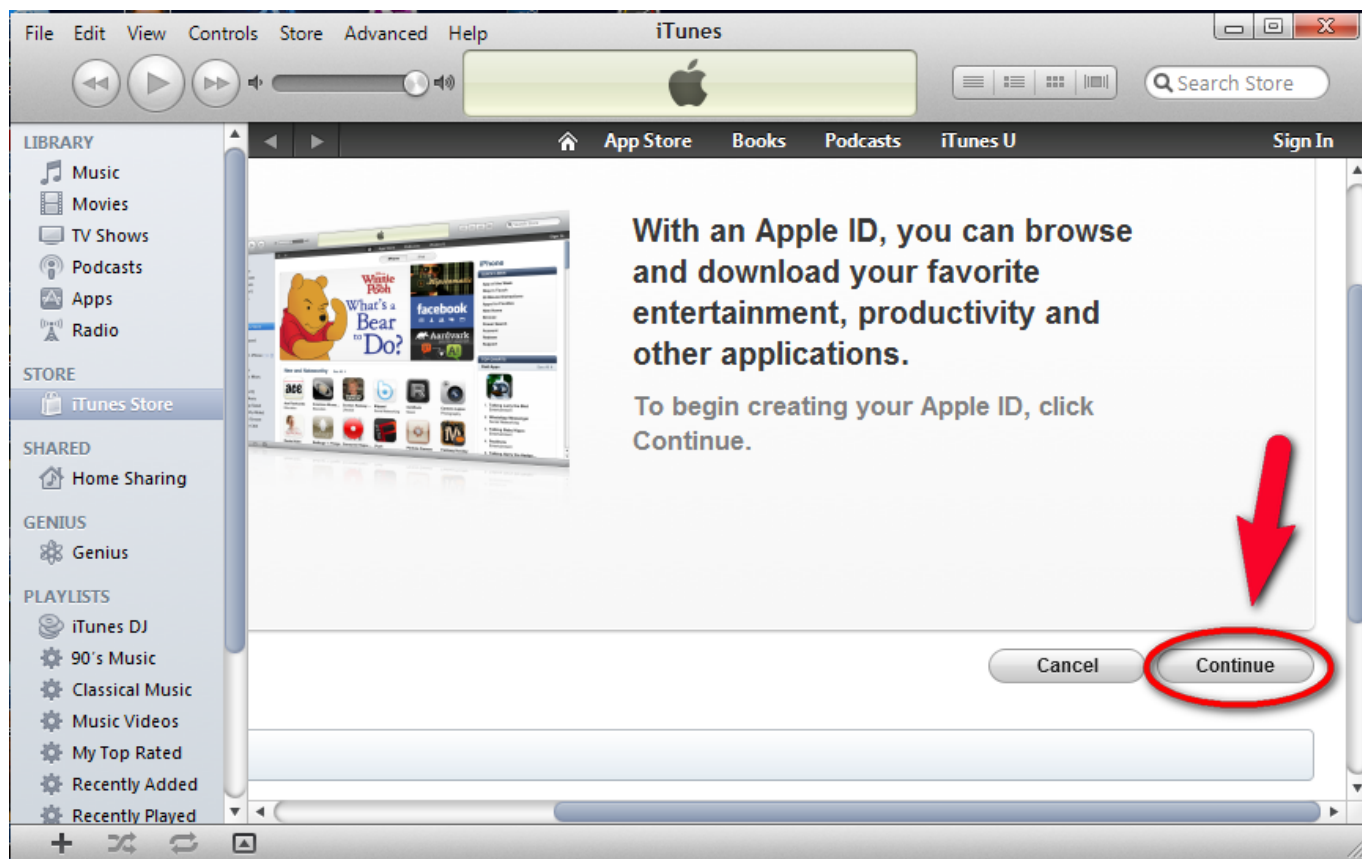 File Edit View Controls Store Advanced Help
iTunes
Search Store
LIBRARY
Music
Movies
TV Shows
Podcasts
Apps
Radio
STORE
iTunes Store
SHARED
Home Sharing
GENIUS
Genius
PLAYLISTS
iTunes DJ
90's Music
Classical Music
Music Videos
My Top Rated
Recently Added
Recently Played
App Store Books Podcasts iTunes U Sign In
Winnie
Pooh
What's a
Bear
to Do?
facebook
Aardvark
iPhone
With an Apple ID, you can browse
and download your favorite
entertainment, productivity and
other applications.
To begin creating your Apple ID, click
Continue.
Cancel Continue